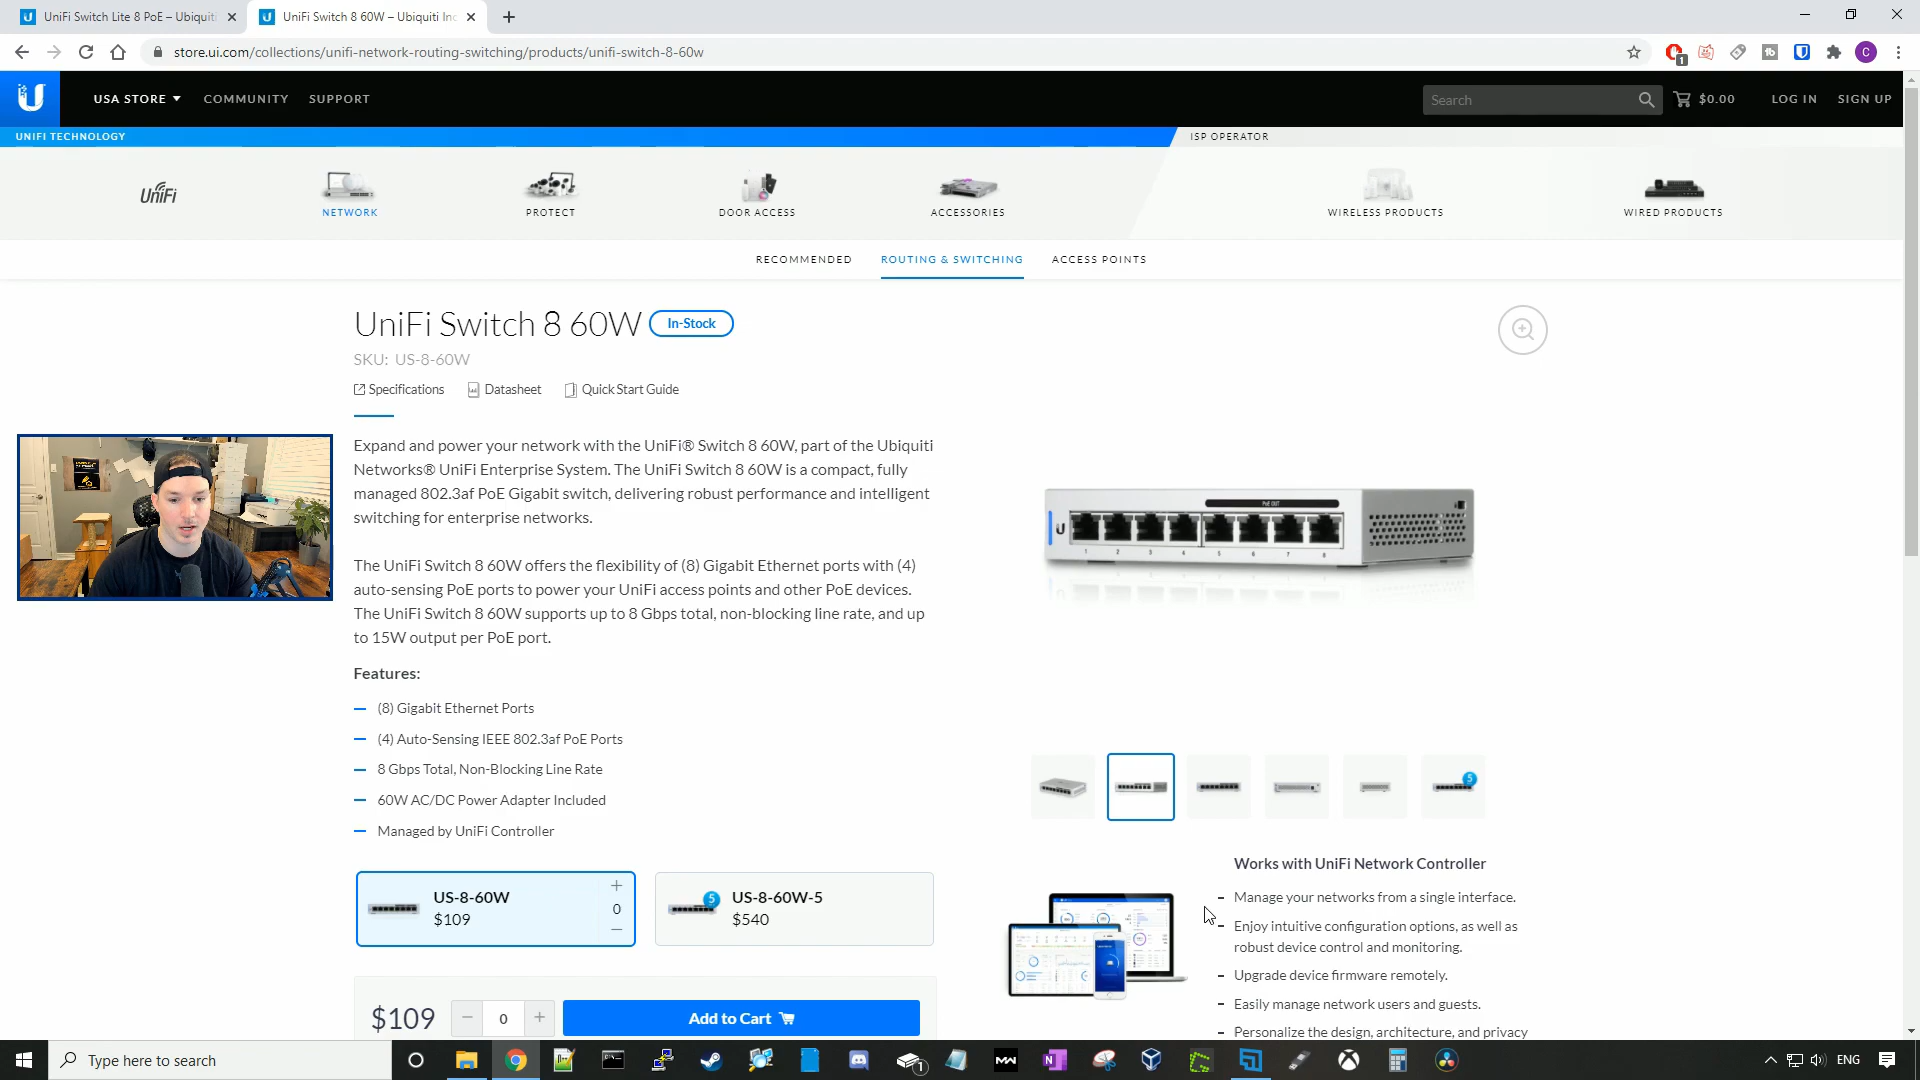 UniFi Switch Lite 8 PoE – Ubiquiti
UniFi Switch 8 60W – Ubiquiti Inc
store.ui.com/collections/unifi-network-routing-switching/products/unifi-switch-8-60w
USA STORE
COMMUNITY
SUPPORT
Search
$0.00
LOG IN
SIGN UP
UNIFI TECHNOLOGY
ISP OPERATOR
UniFi
NETWORK
PROTECT
DOOR ACCESS
ACCESSORIES
WIRELESS PRODUCTS
WIRED PRODUCTS
RECOMMENDED
ROUTING & SWITCHING
ACCESS POINTS
UniFi Switch 8 60W
In-Stock
SKU: US-8-60W
Specifications
Datasheet
Quick Start Guide
Expand and power your network with the UniFi® Switch 8 60W, part of the Ubiquiti
Networks® UniFi Enterprise System. The UniFi Switch 8 60W is a compact, fully
managed 802.3af PoE Gigabit switch, delivering robust performance and intelligent
switching for enterprise networks.
The UniFi Switch 8 60W offers the flexibility of (8) Gigabit Ethernet ports with (4)
auto-sensing PoE ports to power your UniFi access points and other PoE devices.
The UniFi Switch 8 60W supports up to 8 Gbps total, non-blocking line rate, and up
to 15W output per PoE port.
Features:
(8) Gigabit Ethernet Ports
(4) Auto-Sensing IEEE 802.3af PoE Ports
8 Gbps Total, Non-Blocking Line Rate
60W AC/DC Power Adapter Included
Managed by UniFi Controller
US-8-60W
$109
+
0
−
5
US-8-60W-5
$540
$109
−
0
+
Add to Cart
PoE OUT
1 2 3 4 5 6 7 8
5
Works with UniFi Network Controller
- Manage your networks from a single interface.
- Enjoy intuitive configuration options, as well as
robust device control and monitoring.
- Upgrade device firmware remotely.
- Easily manage network users and guests.
- Personalize the design, architecture, and privacy
Type here to search
ENG